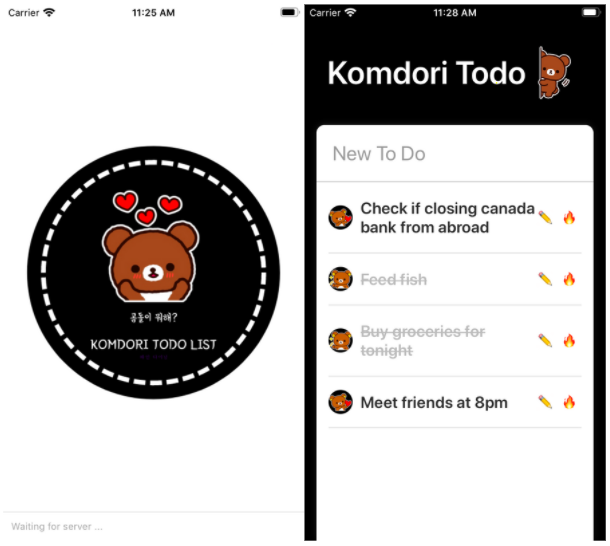 Carrier
11:25 AM
곰돌이 뭐해?
KOMDORI TODO LIST
Waiting for server ...
Carrier
11:28 AM
Komdori Todo
New To Do
Check if closing canada
bank from abroad
Feed fish
Buy groceries for
tonight
Meet friends at 8pm